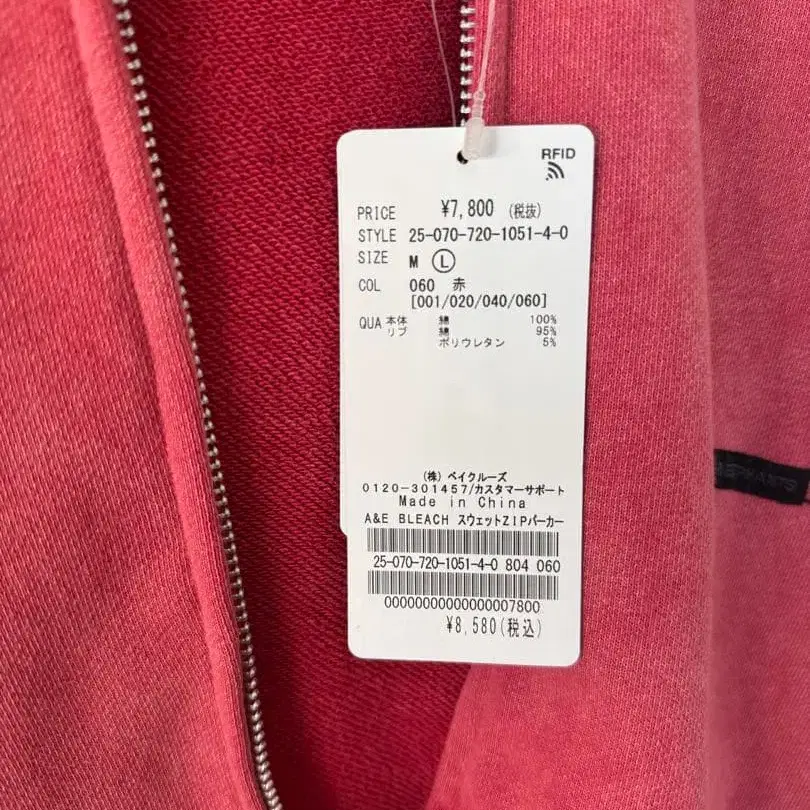 RFID
PRICE ¥7,800 (税抜)
STYLE 25-070-720-1051-4-0
SIZE M Ⓛ
COL 060 赤
[001/020/040/060]
QUA 本体 綿 100%
リブ 綿 95%
ポリウレタン 5%
(株) ベイクルーズ
0120-301457/カスタマーサポート
Made in China
A&E BLEACH スウェットZIPパーカー
25-070-720-1051-4-0 804 060
00000000000000007800
¥8,580(税込)